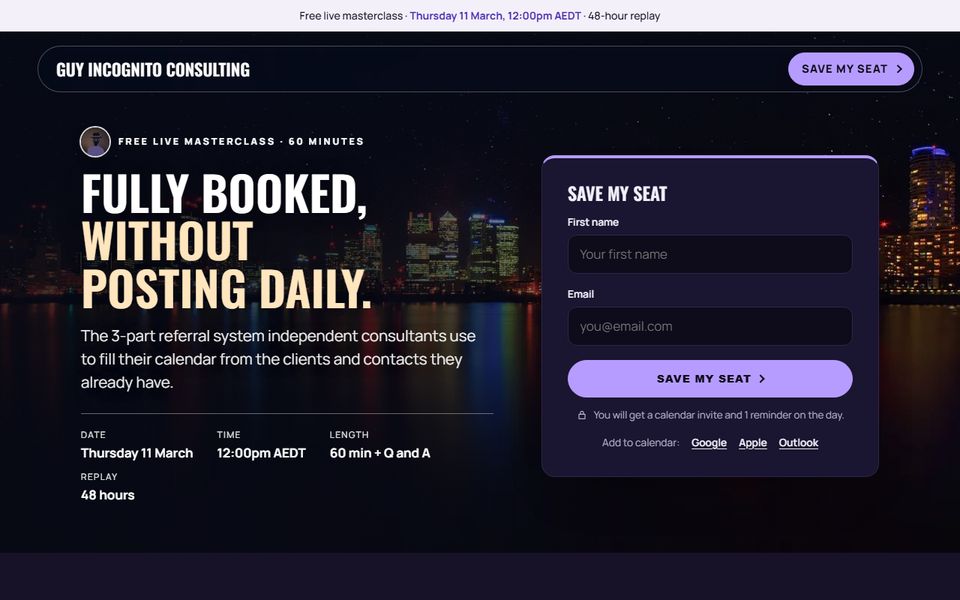 Free live masterclass · Thursday 11 March, 12:00pm AEDT · 48-hour replay
GUY INCOGNITO CONSULTING
SAVE MY SEAT
FREE LIVE MASTERCLASS · 60 MINUTES
FULLY BOOKED,
WITHOUT
POSTING DAILY.
The 3-part referral system independent consultants use
to fill their calendar from the clients and contacts they
already have.
DATE
Thursday 11 March
TIME
12:00pm AEDT
LENGTH
60 min + Q and A
REPLAY
48 hours
SAVE MY SEAT
First name
Your first name
Email
you@email.com
SAVE MY SEAT
You will get a calendar invite and 1 reminder on the day.
Add to calendar: Google Apple Outlook